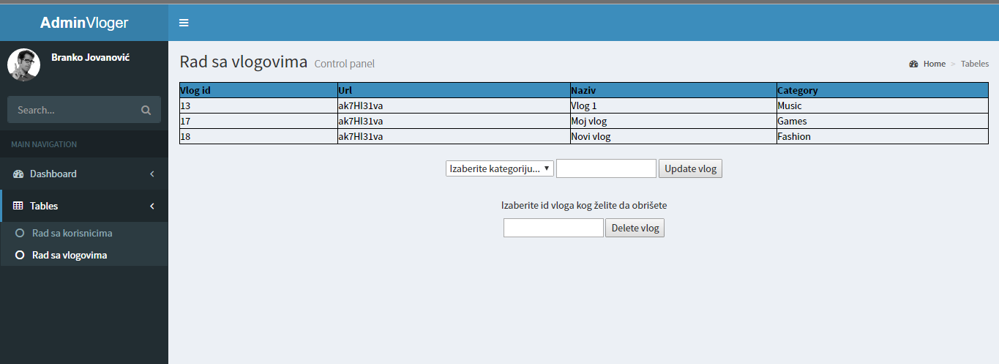 AdminVloger
Branko Jovanović
Search...
MAIN NAVIGATION
Dashboard
Tables
Rad sa korisnicima
Rad sa vlogovima
Rad sa vlogovima Control panel
Home > Tabeles
Vlog id Url Naziv Category
13 ak7Hl31va Vlog 1 Music
17 ak7Hl31va Moj vlog Games
18 ak7Hl31va Novi vlog Fashion
Izaberite kategoriju... Update vlog
Izaberite id vloga kog želite da obrišete
Delete vlog